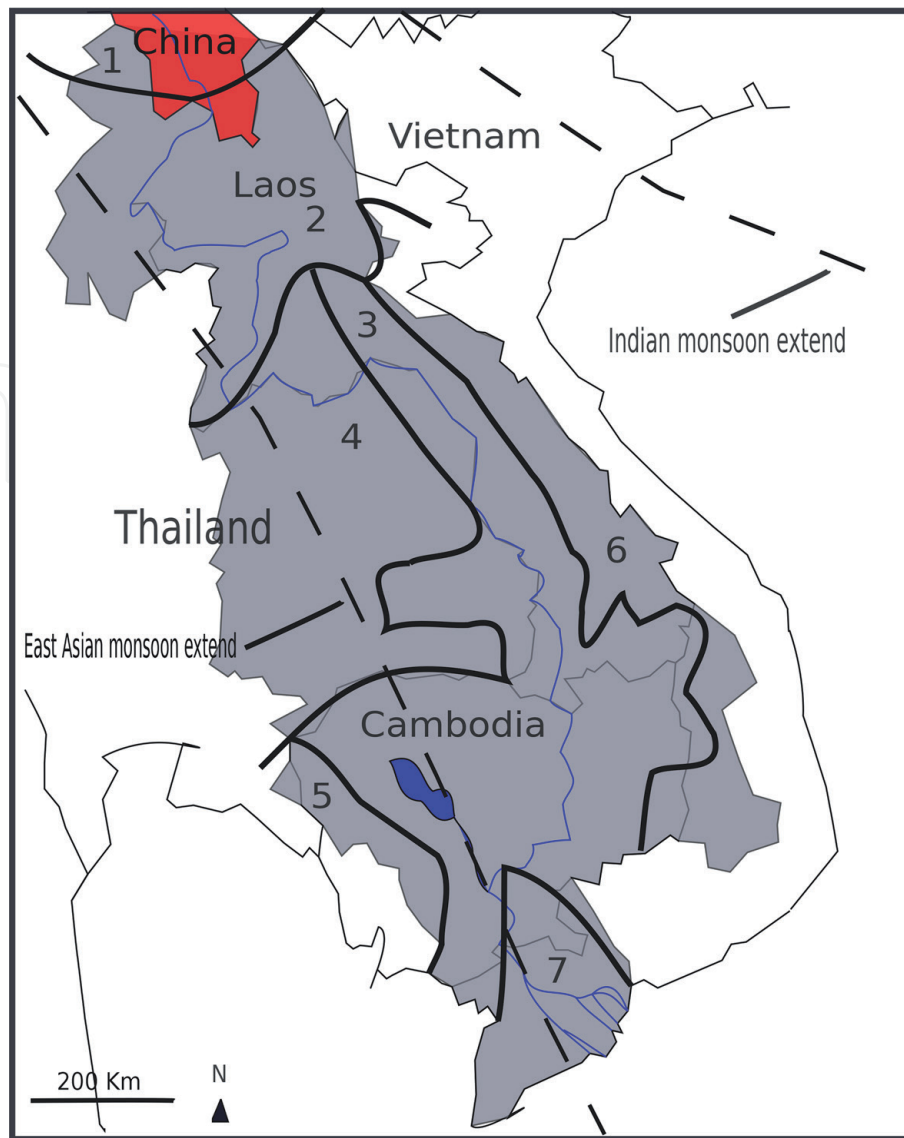 China
1
Vietnam
Laos
2
3
Indian monsoon extend
4
Thailand
6
East Asian monsoon extend
Cambodia
5
7
200 Km
N